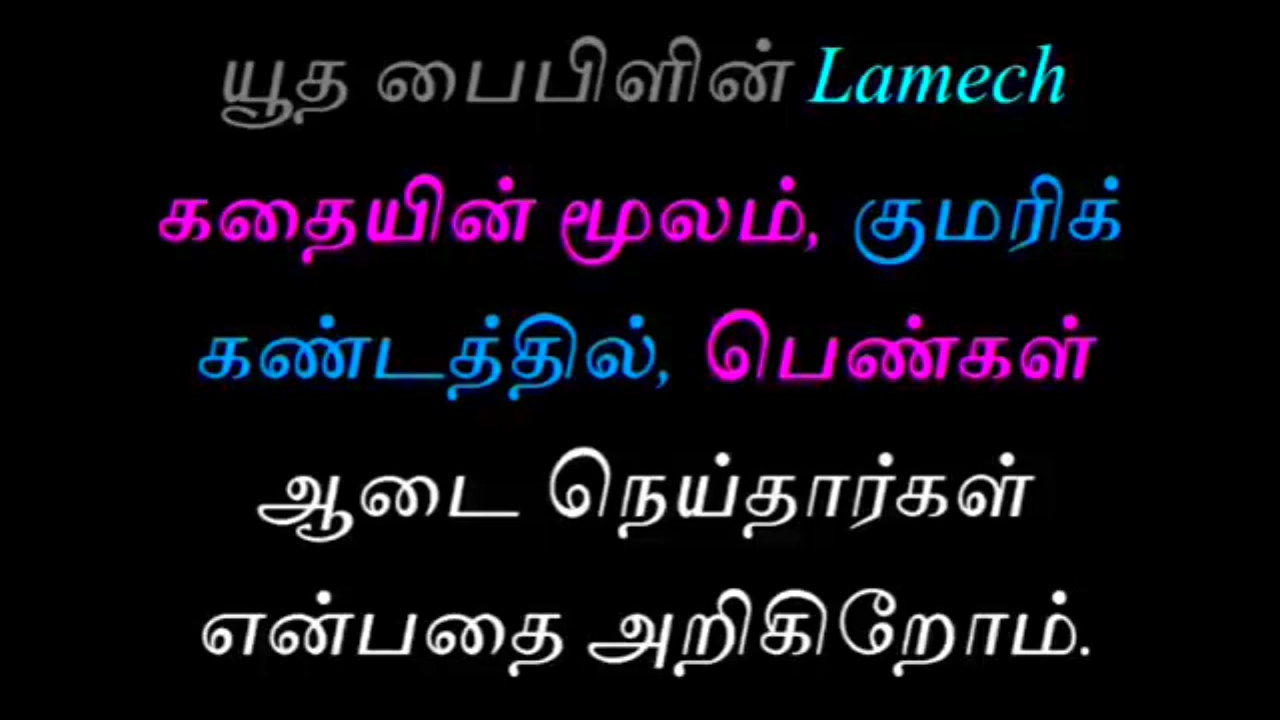 யூத பைபிளின் Lamech
கதையின் மூலம், குமரிக்
கண்டத்தில், பெண்கள்
ஆடை நெய்தார்கள்
என்பதை அறிகிறோம்.